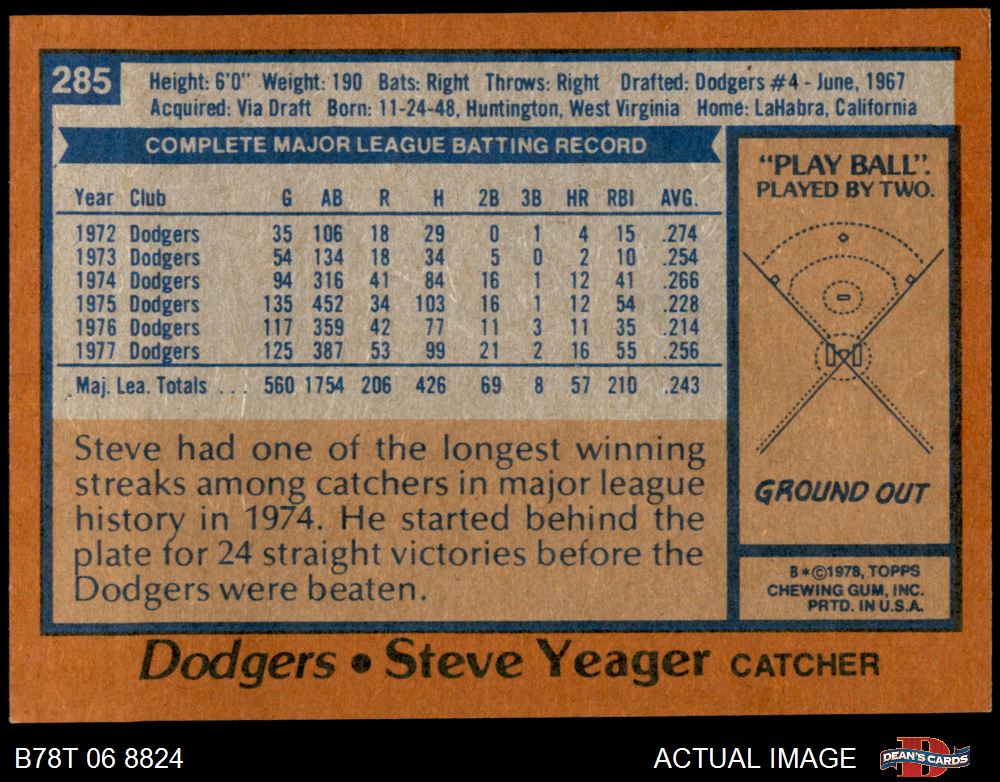 285
Height: 6'0" Weight: 190 Bats: Right Throws: Right Drafted: Dodgers #4 - June, 1967
Acquired: Via Draft Born: 11-24-48, Huntington, West Virginia Home: LaHabra, California
COMPLETE MAJOR LEAGUE BATTING RECORD
Year Club G AB R H 2B 3B HR RBI AVG.
1972 Dodgers 35 106 18 29 0 1 4 15 .274
1973 Dodgers 54 134 18 34 5 0 2 10 .254
1974 Dodgers 94 316 41 84 16 1 12 41 .266
1975 Dodgers 135 452 34 103 16 1 12 54 .228
1976 Dodgers 117 359 42 77 11 3 11 35 .214
1977 Dodgers 125 387 53 99 21 2 16 55 .256
Maj. Lea. Totals . . . 560 1754 206 426 69 8 57 210 .243
Steve had one of the longest winning
streaks among catchers in major league
history in 1974. He started behind the
plate for 24 straight victories before the
Dodgers were beaten.
"PLAY BALL".
PLAYED BY TWO.
GROUND OUT
B*©1978, TOPPS
CHEWING GUM, INC.
PRTD. IN U.S.A.
Dodgers • Steve Yeager CATCHER
B78T 06 8824
ACTUAL IMAGE
DEAN'S CARDS